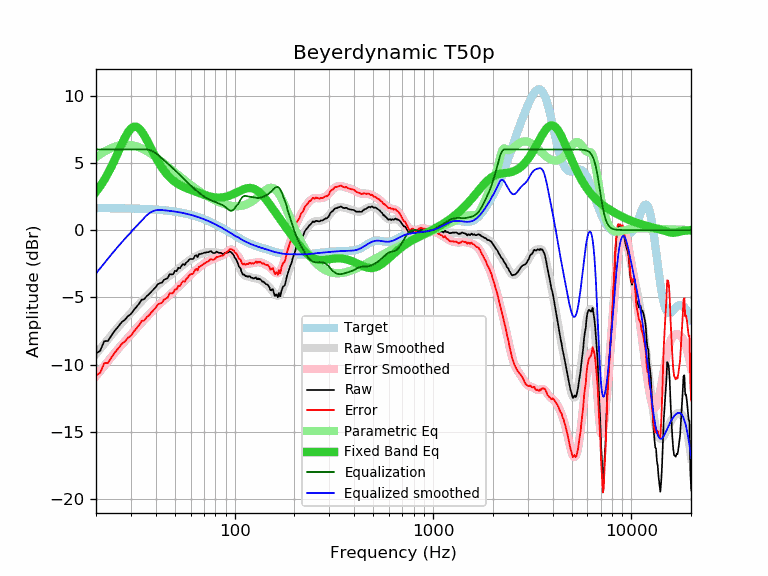 Beyerdynamic T50p
10
5
0
−5
−10
−15
−20
Amplitude (dBr)
Target
Raw Smoothed
Error Smoothed
Raw
Error
Parametric Eq
Fixed Band Eq
Equalization
Equalized smoothed
100
1000
10000
Frequency (Hz)